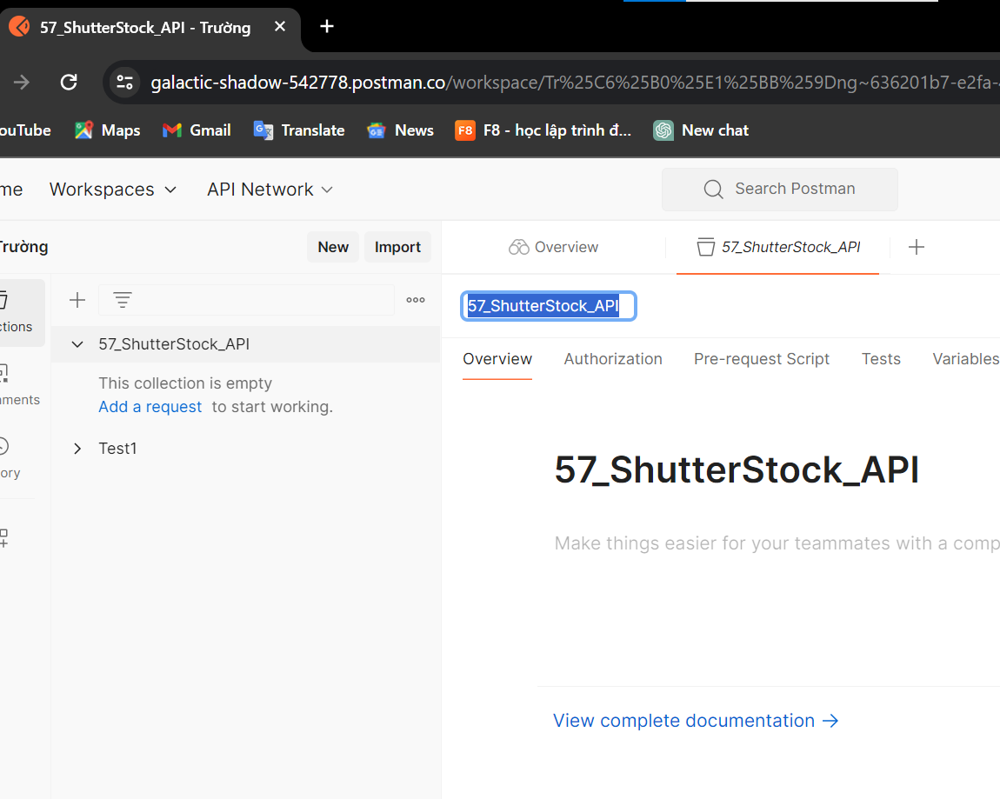 57_ShutterStock_API - Trường
galactic-shadow-542778.postman.co/workspace/Tr%25C6%25B0%25E1%25BB%259Dng~636201b7-e2fa-
ouTube Maps Gmail Translate News F8 F8 - học lập trình đ... New chat
me Workspaces API Network Search Postman
Trường New Import Overview 57_ShutterStock_API
57_ShutterStock_API
ctions
57_ShutterStock_API
Overview Authorization Pre-request Script Tests Variables
This collection is empty
Add a request to start working.
nments
Test1
ory
57_ShutterStock_API
Make things easier for your teammates with a comp
View complete documentation →